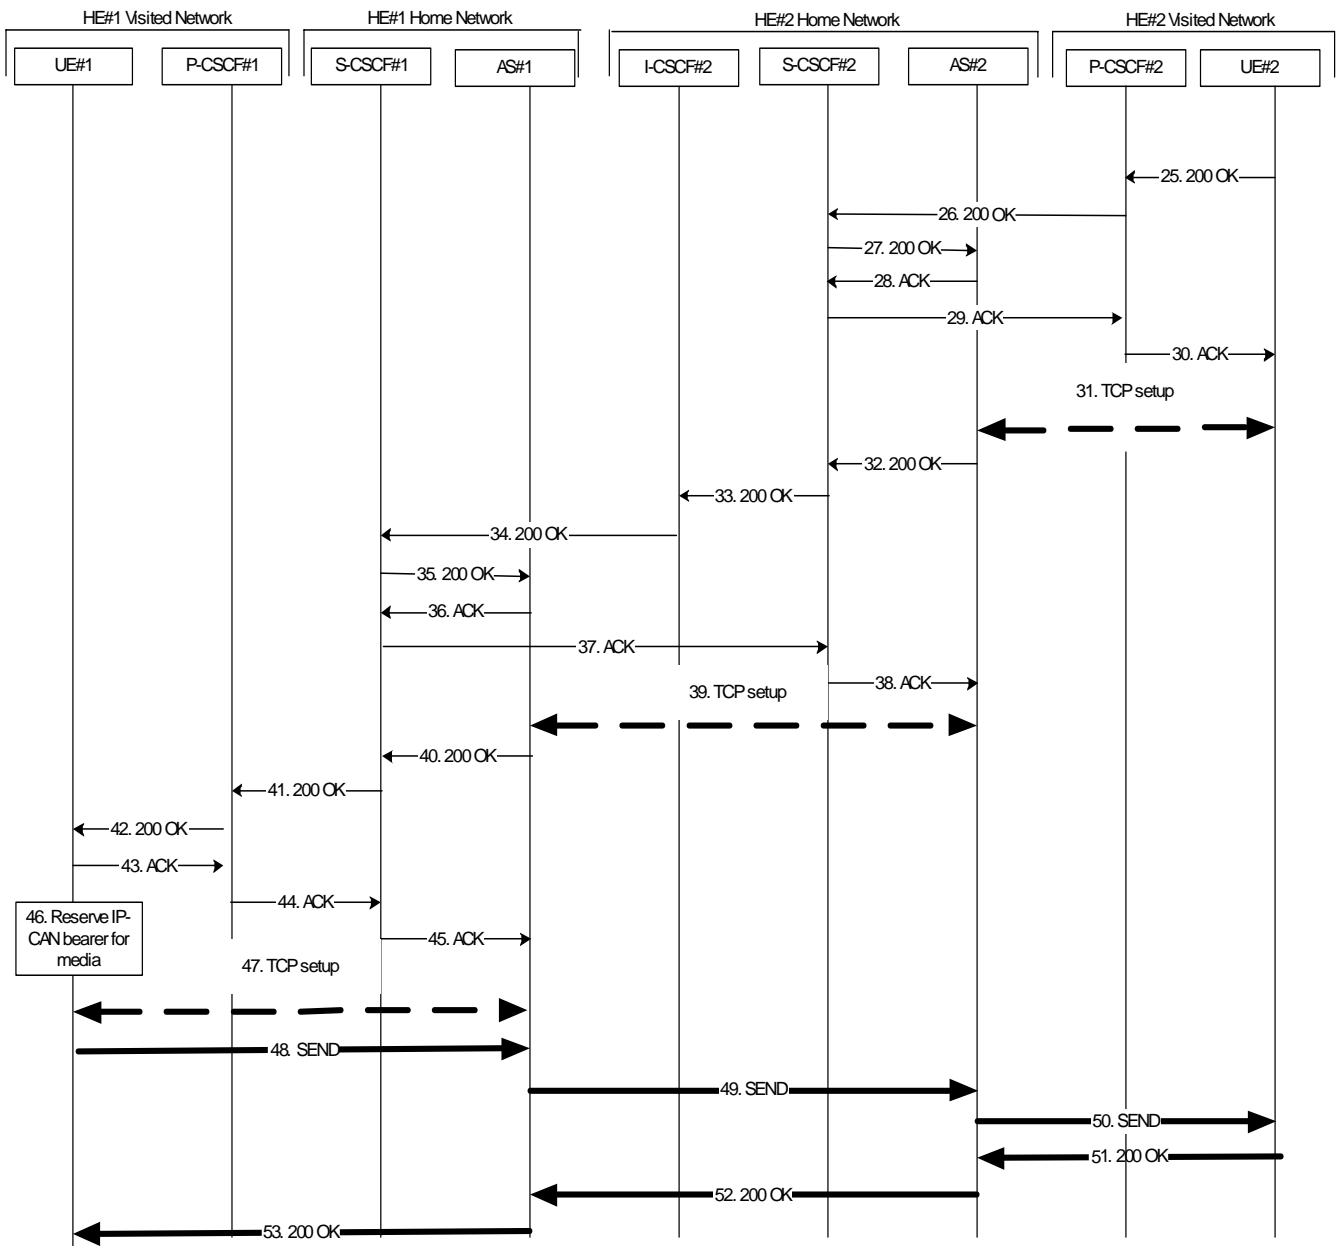 HE#1 Visited Network
HE#1 Home Network
HE#2 Home Network
HE#2 Visited Network
UE#1
P-CSCF#1
S-CSCF#1
AS#1
I-CSCF#2
S-CSCF#2
AS#2
P-CSCF#2
UE#2
25. 200 OK
26. 200 OK
27. 200 OK
28. ACK
29. ACK
30. ACK
31. TCP setup
32. 200 OK
33. 200 OK
34. 200 OK
35. 200 OK
36. ACK
37. ACK
38. ACK
39. TCP setup
40. 200 OK
41. 200 OK
42. 200 OK
43. ACK
44. ACK
46. Reserve IP-
CAN bearer for
media
45. ACK
47. TCP setup
48. SEND
49. SEND
50. SEND
51. 200 OK
52. 200 OK
53. 200 OK